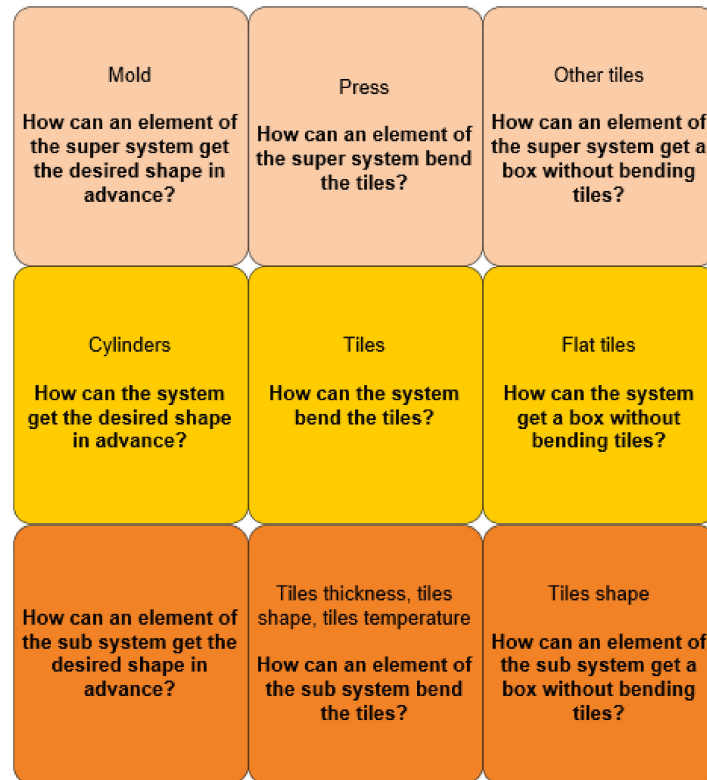 Mold
How can an element of
the super system get
the desired shape in
advance?
Press
How can an element of
the super system bend
the tiles?
Other tiles
How can an element of
the super system get a
box without bending
tiles?
Cylinders
How can the system
get the desired shape
in advance?
Tiles
How can the system
bend the tiles?
Flat tiles
How can the system
get a box without
bending tiles?
How can an element of
the sub system get the
desired shape in
advance?
Tiles thickness, tiles
shape, tiles temperature
How can an element of
the sub system bend
the tiles?
Tiles shape
How can an element of
the sub system get a
box without bending
tiles?